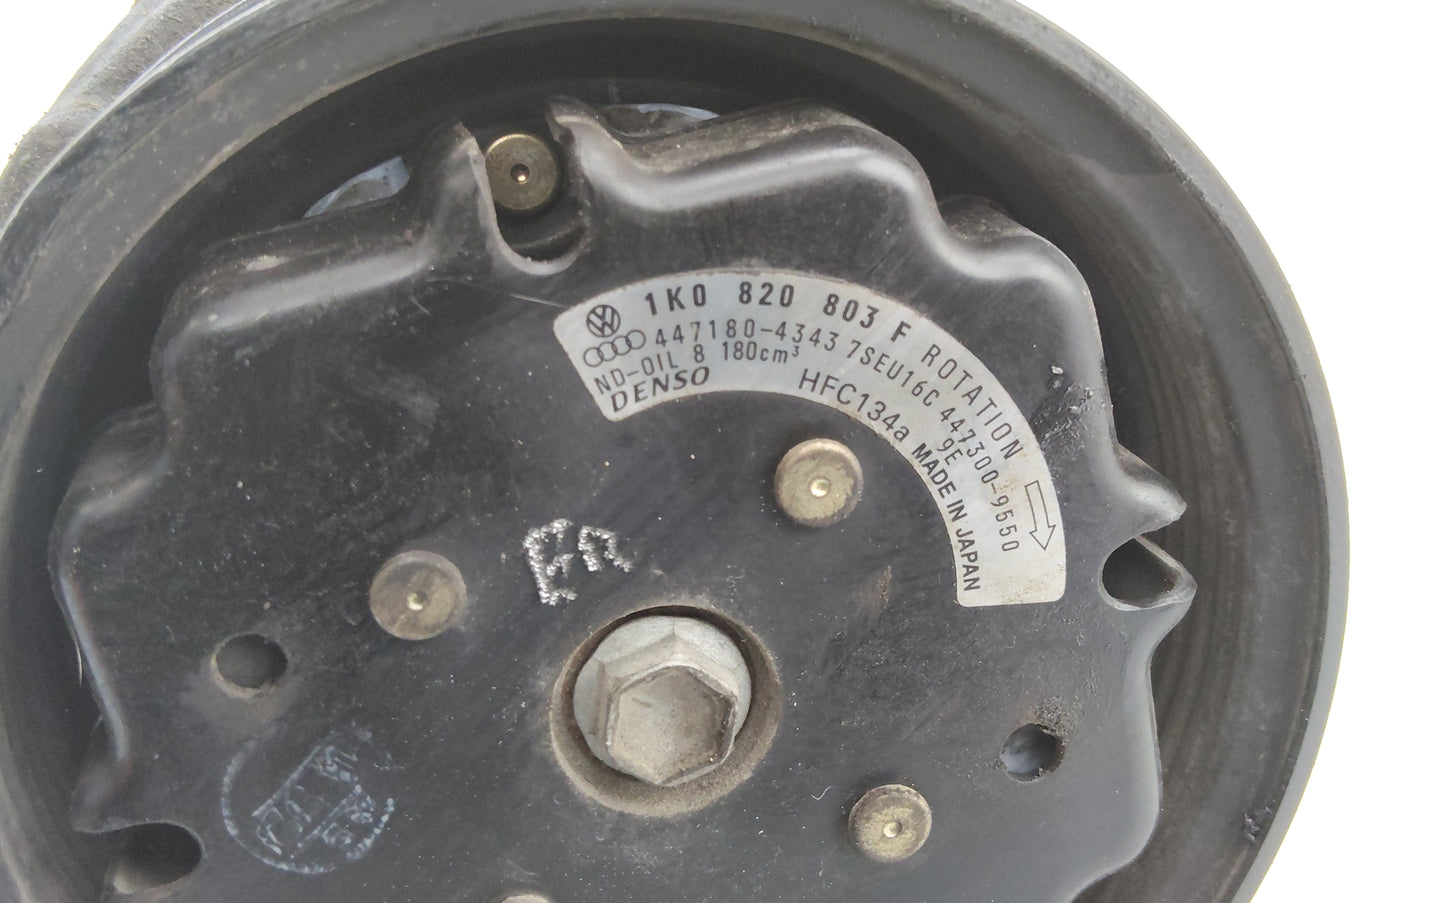 1K0 820 803 F ROTATION
447180-4343 7SEU16C 447300-9550
ND-OIL 8 180cm³ 9E
DENSO HFC134a MADE IN JAPAN